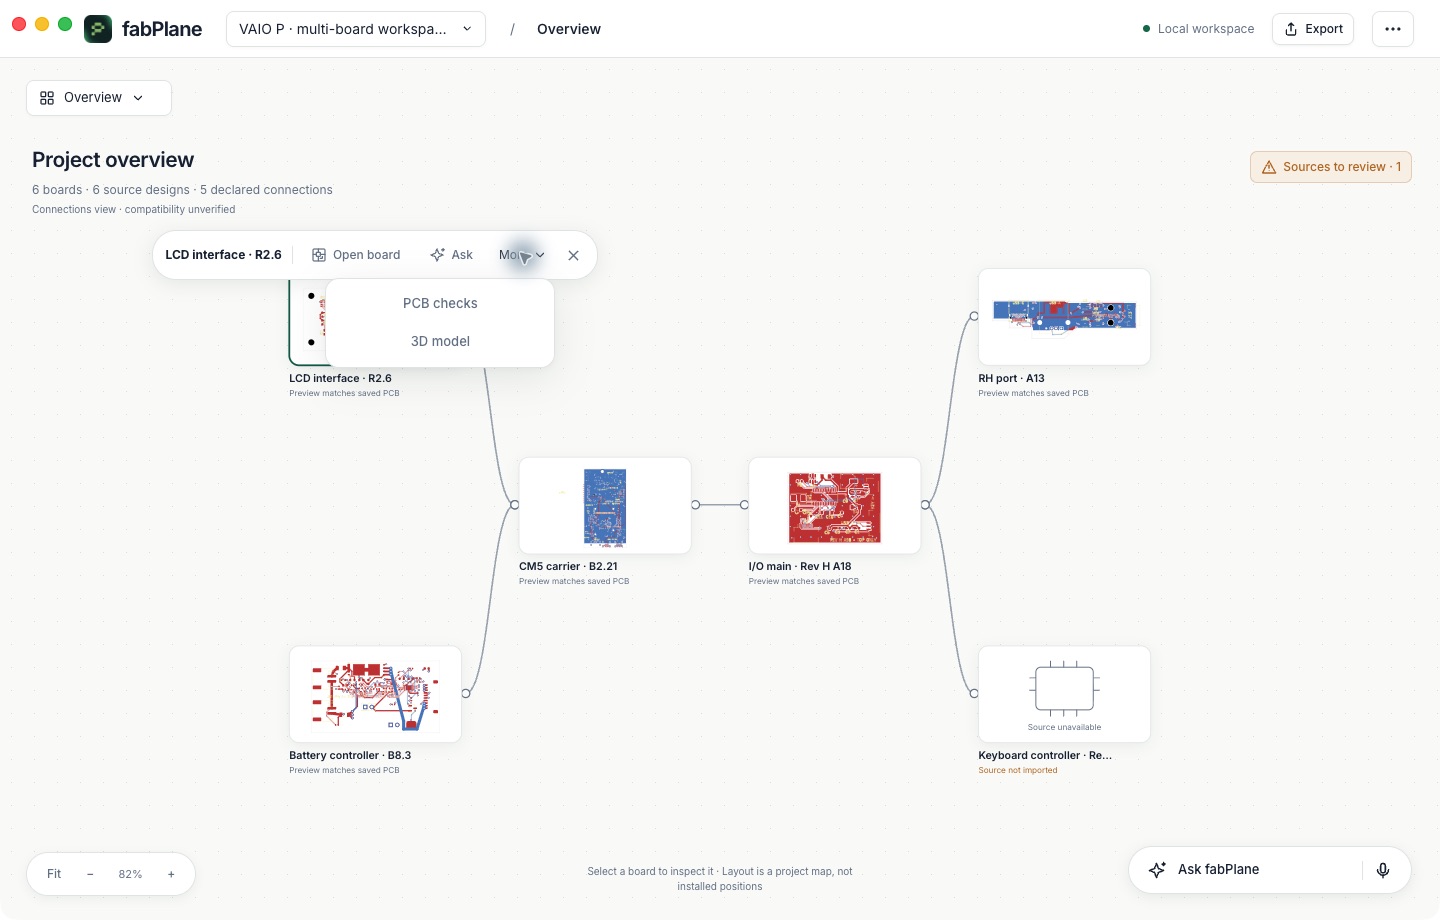 fabPlane
VAIO P · multi-board workspa...
/
Overview
Local workspace
Export
Overview
Project overview
6 boards · 6 source designs · 5 declared connections
Connections view · compatibility unverified
Sources to review · 1
LCD interface · R2.6
Open board
Ask
PCB checks
3D model
LCD interface · R2.6
Preview matches saved PCB
RH port · A13
Preview matches saved PCB
CM5 carrier · B2.21
Preview matches saved PCB
I/O main · Rev H A18
Preview matches saved PCB
Battery controller · B8.3
Preview matches saved PCB
Source unavailable
Keyboard controller · Re...
Source not imported
Fit
−
82%
+
Select a board to inspect it · Layout is a project map, not
installed positions
Ask fabPlane